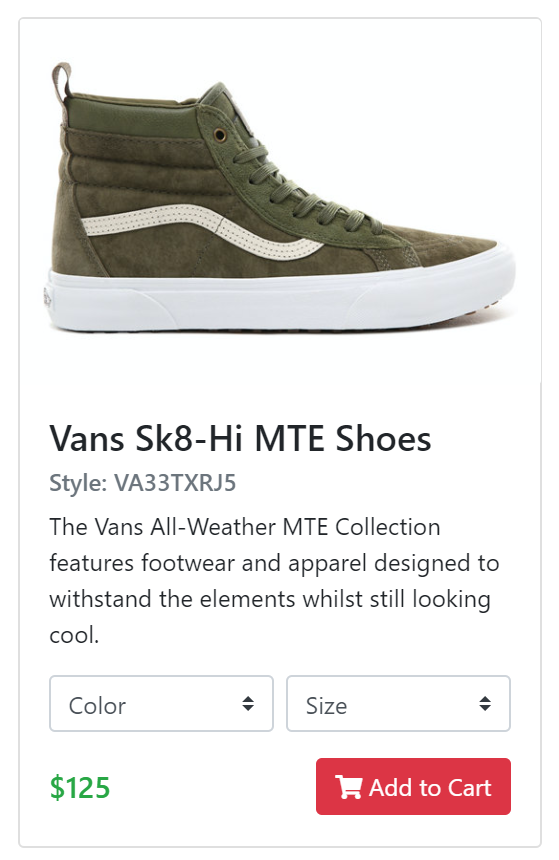 Vans Sk8-Hi MTE Shoes
Style: VA33TXRJ5
The Vans All-Weather MTE Collection
features footwear and apparel designed to
withstand the elements whilst still looking
cool.
Color
Size
$125
Add to Cart